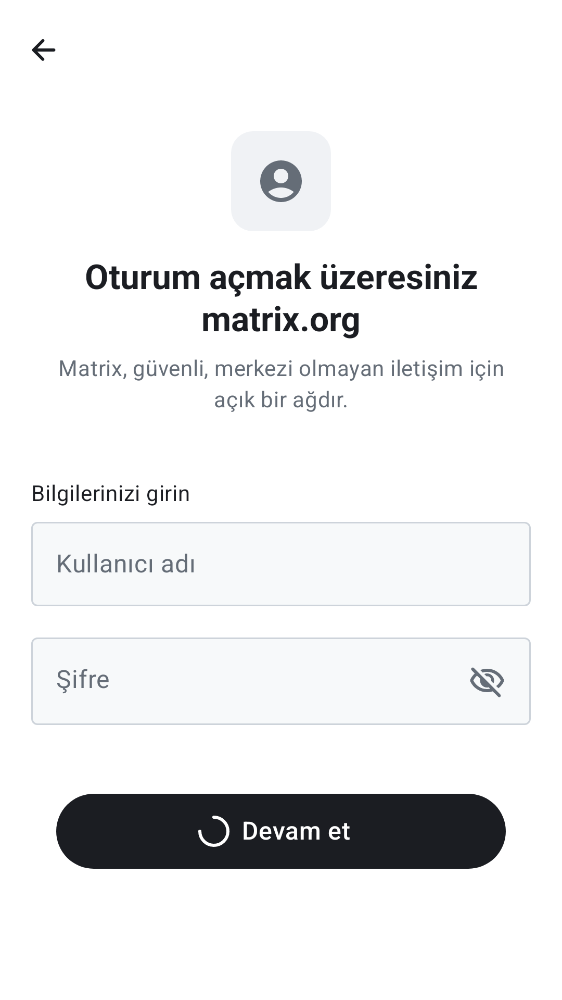 Oturum açmak üzeresiniz
matrix.org
Matrix, güvenli, merkezi olmayan iletişim için
açık bir ağdır.
Bilgilerinizi girin
Kullanıcı adı
Şifre
Devam et